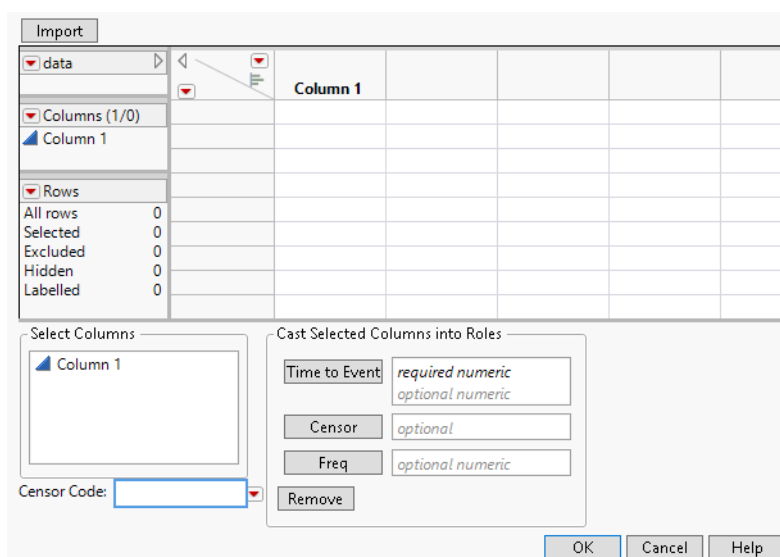 Import
data
Column 1
Columns (1/0)
Column 1
Rows
All rows 0
Selected 0
Excluded 0
Hidden 0
Labelled 0
Select Columns
Column 1
Censor Code:
Cast Selected Columns into Roles
Time to Event required numeric
optional numeric
Censor optional
Freq optional numeric
Remove
OK Cancel Help